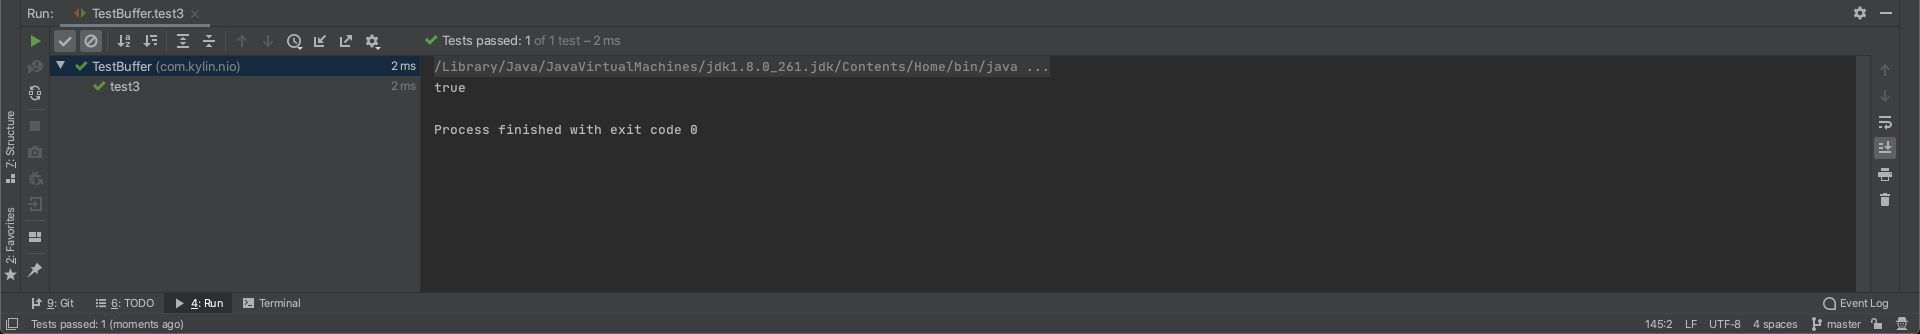 Run: TestBuffer.test3
Tests passed: 1 of 1 test – 2 ms
TestBuffer (com.kylin.nio) 2 ms
test3 2 ms
/Library/Java/JavaVirtualMachines/jdk1.8.0_261.jdk/Contents/Home/bin/java ...
true
Process finished with exit code 0
Z: Structure
2: Favorites
9: Git 6: TODO 4: Run Terminal Event Log
Tests passed: 1 (moments ago) 145:2 LF UTF-8 4 spaces master